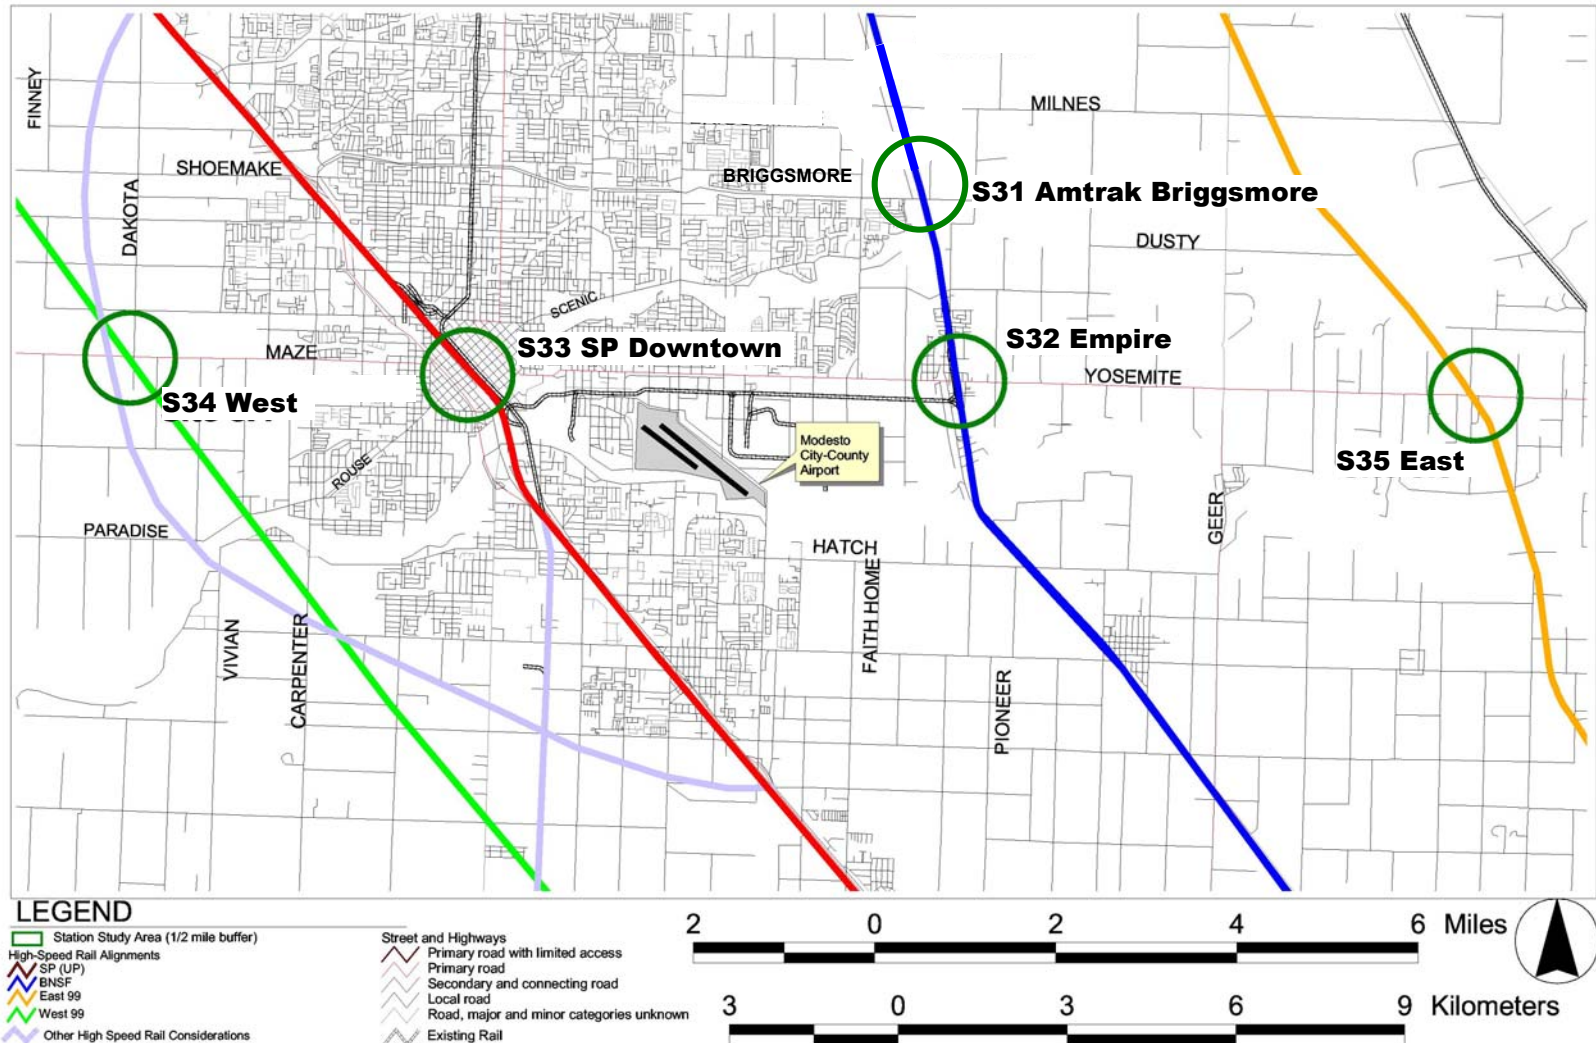 FINNEY
MILNES
SHOEMAKE
BRIGGSMORE
S31 Amtrak Briggsmore
DAKOTA
DUSTY
SCENIC
MAZE
S33 SP Downtown
S32 Empire
YOSEMITE
S34 West
S35 East
Modesto
City-County
Airport
ROUSE
GEER
PARADISE
HATCH
FAITH HOME
VIVIAN
CARPENTER
PIONEER
LEGEND
Station Study Area (1/2 mile buffer)
High-Speed Rail Alignments
SP (UP)
BNSF
East 99
West 99
Other High Speed Rail Considerations
Street and Highways
Primary road with limited access
Primary road
Secondary and connecting road
Local road
Road, major and minor categories unknown
Existing Rail
2 0 2 4 6 Miles
3 0 3 6 9 Kilometers